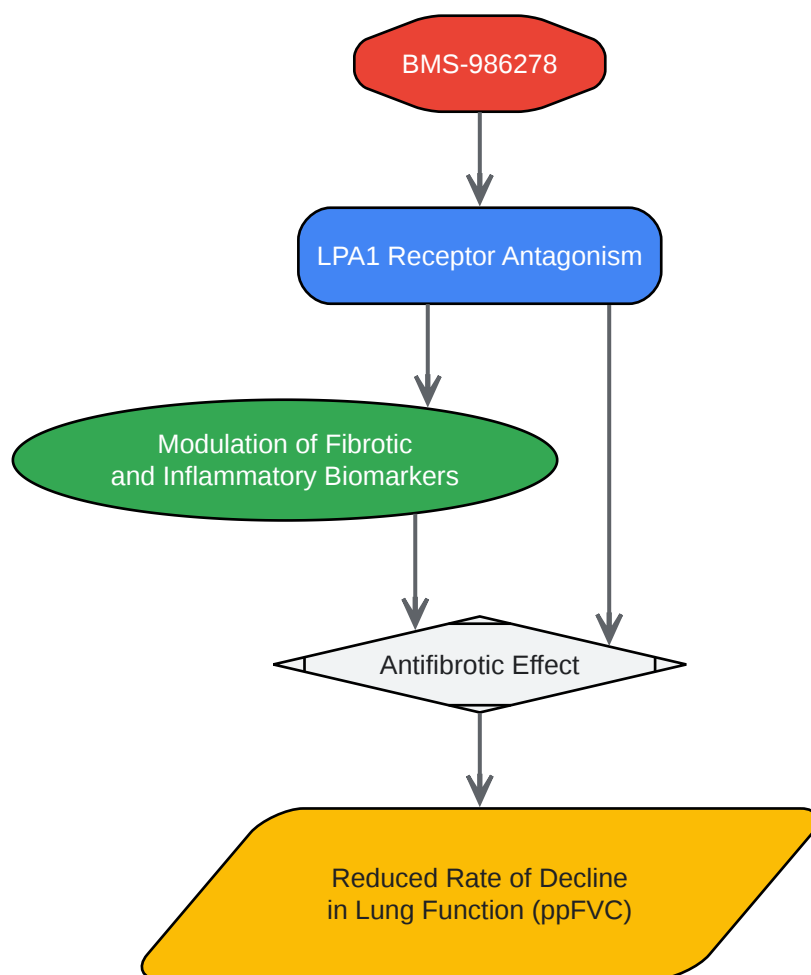 BMS-986278
LPA1 Receptor Antagonism
Modulation of Fibrotic
and Inflammatory Biomarkers
Antifibrotic Effect
Reduced Rate of Decline
in Lung Function (ppFVC)